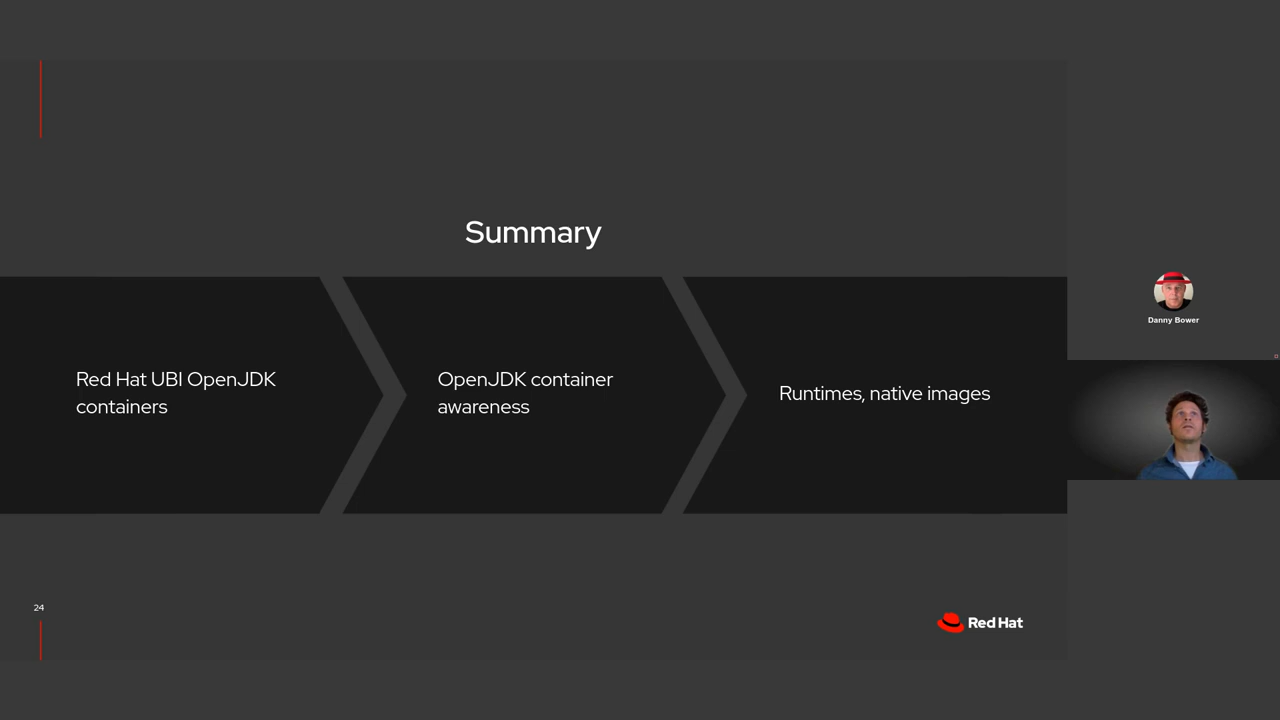 Summary
Red Hat UBI OpenJDK
containers
OpenJDK container
awareness
Runtimes, native images
Danny Bower
24
Red Hat